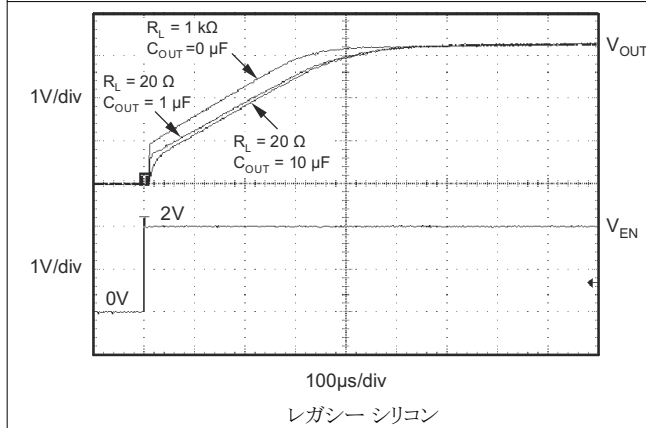 R_L = 1 kΩ
C_OUT=0 µF
V_OUT
R_L = 20 Ω
C_OUT = 1 µF
1V/div
R_L = 20 Ω
C_OUT = 10 µF
2V
V_EN
1V/div
0V
100µs/div
レガシー シリコン